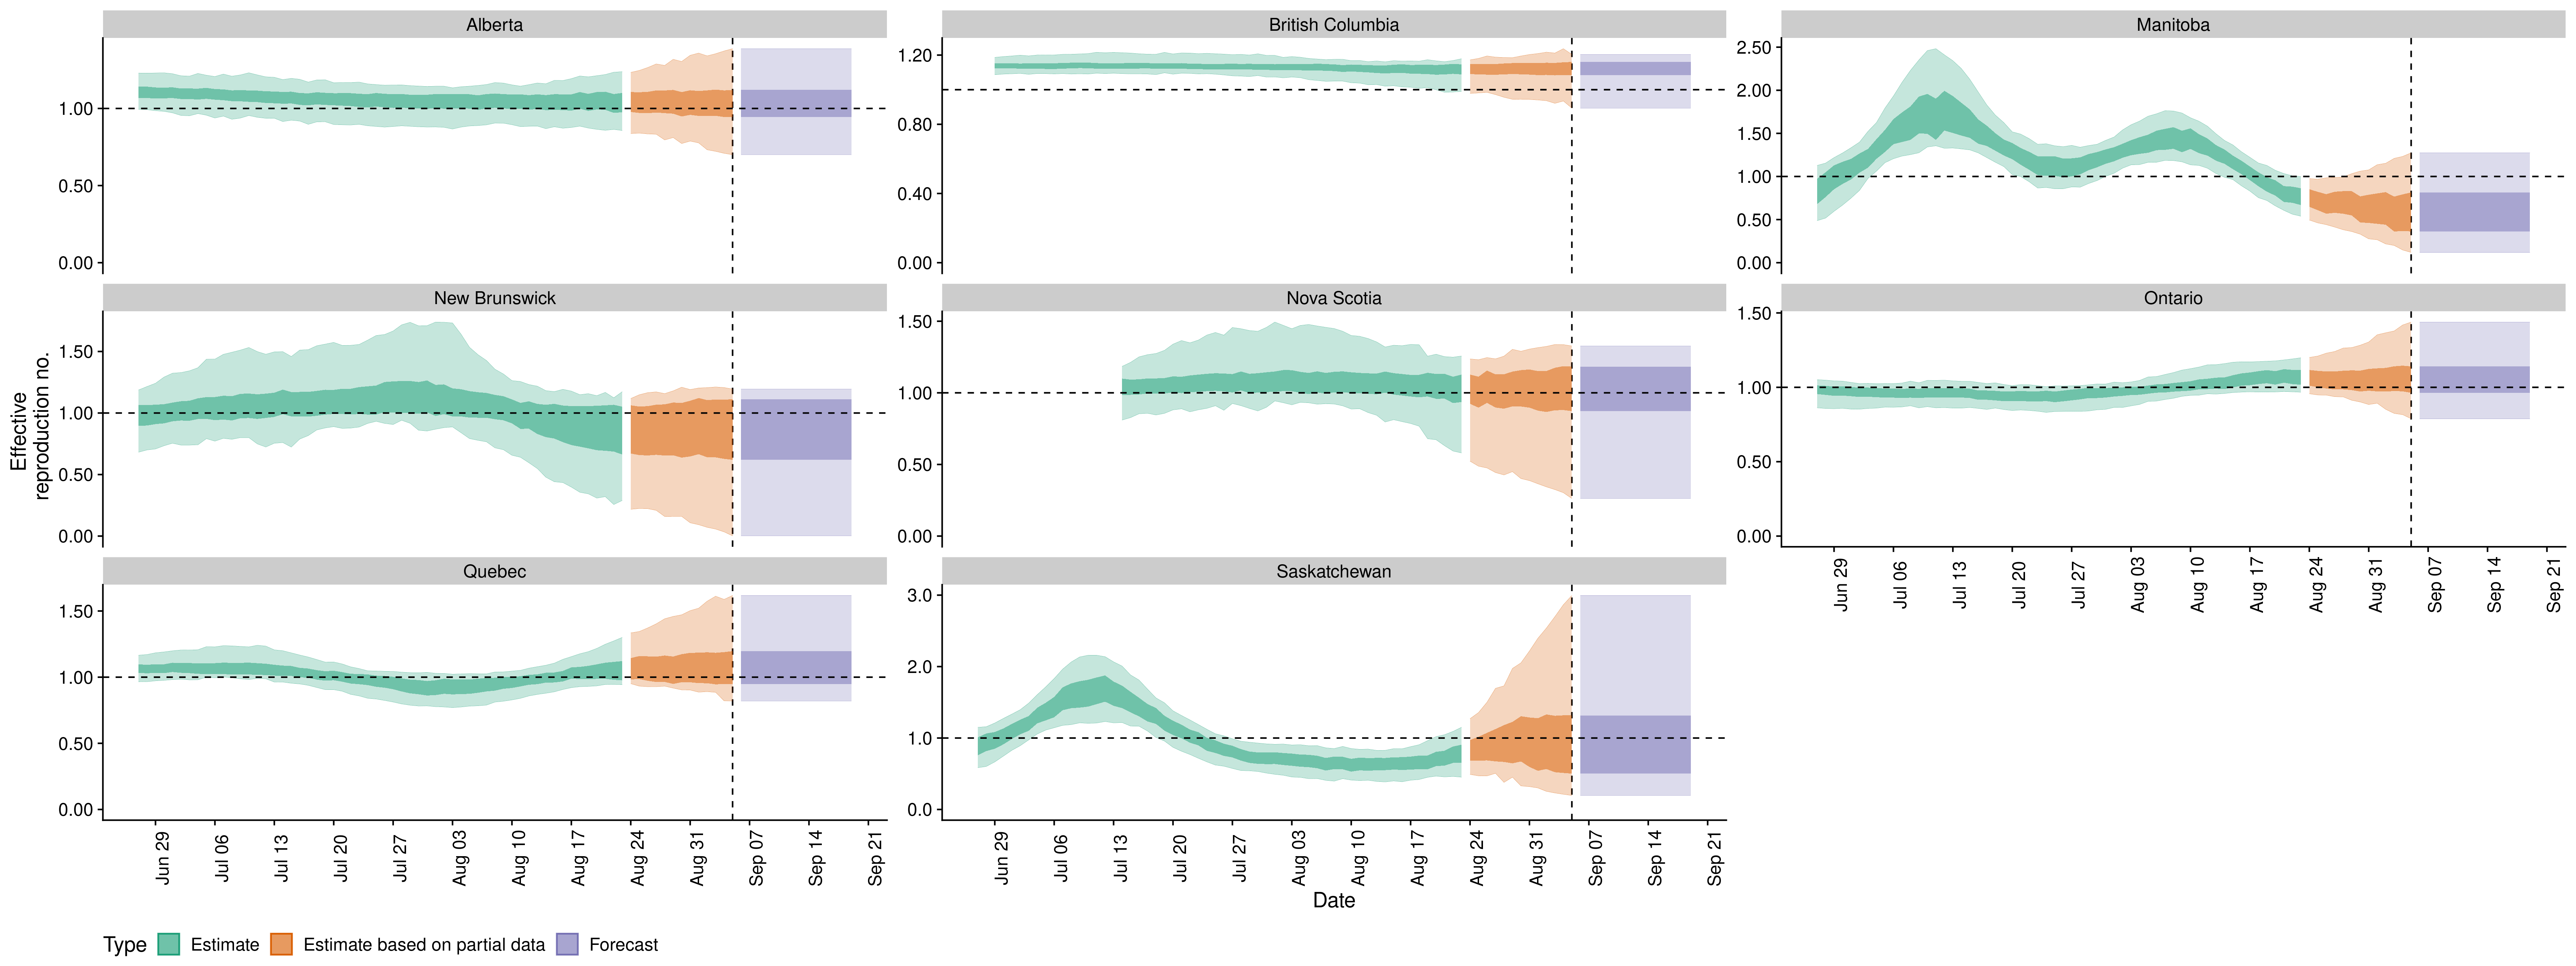 Alberta
British Columbia
Manitoba
1.00
0.50
0.00
1.20
0.80
0.40
0.00
2.50
2.00
1.50
1.00
0.50
0.00
New Brunswick
Nova Scotia
Ontario
1.50
1.00
0.50
0.00
1.50
1.00
0.50
0.00
1.50
1.00
0.50
0.00
Jun 29
Jul 06
Jul 13
Jul 20
Jul 27
Aug 03
Aug 10
Aug 17
Aug 24
Aug 31
Sep 07
Sep 14
Sep 21
Effective
reproduction no.
Quebec
Saskatchewan
1.50
1.00
0.50
0.00
3.0
2.0
1.0
0.0
Jun 29
Jul 06
Jul 13
Jul 20
Jul 27
Aug 03
Aug 10
Aug 17
Aug 24
Aug 31
Sep 07
Sep 14
Sep 21
Jun 29
Jul 06
Jul 13
Jul 20
Jul 27
Aug 03
Aug 10
Aug 17
Aug 24
Aug 31
Sep 07
Sep 14
Sep 21
Date
Type Estimate Estimate based on partial data Forecast